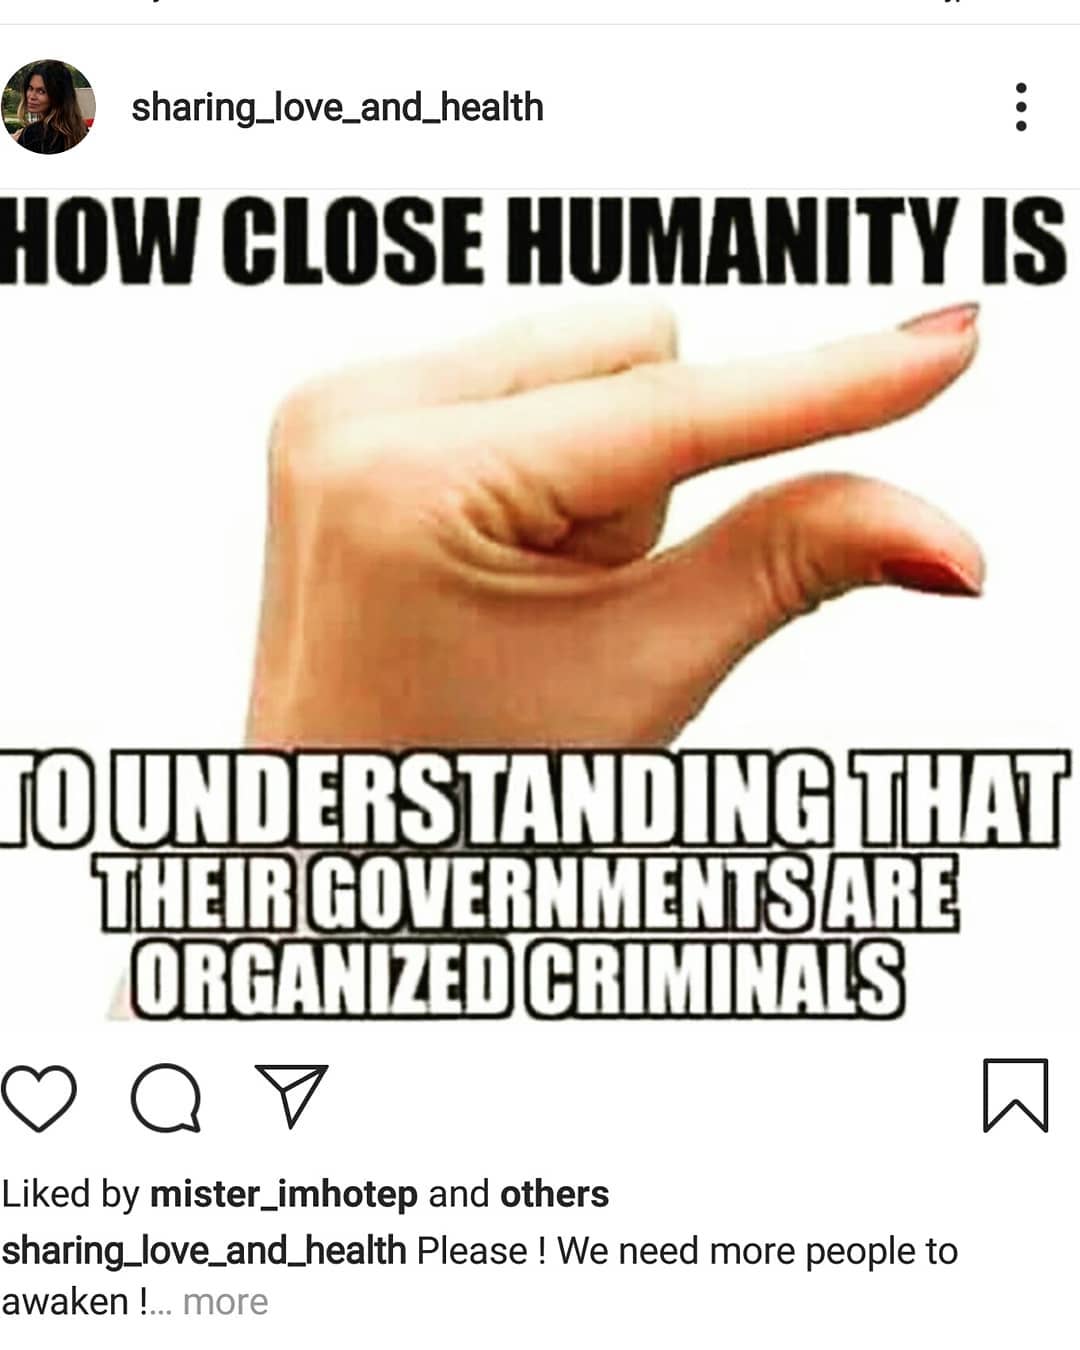 sharing_love_and_health
HOW CLOSE HUMANITY IS
TO UNDERSTANDING THAT
THEIR GOVERNMENTS ARE
ORGANIZED CRIMINALS
Liked by mister_imhotep and others
sharing_love_and_health Please ! We need more people to
awaken !... more